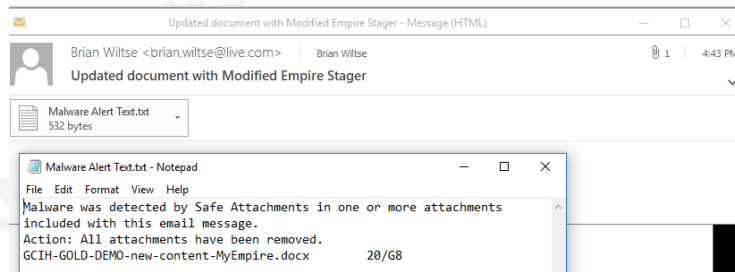 Updated document with Modified Empire Stager - Message (HTML)
Brian Wiltse <brian.wiltse@live.com> Brian Wiltse 1 4:43 PM
Updated document with Modified Empire Stager
Malware Alert Text.txt
532 bytes
Malware Alert Text.txt - Notepad
File Edit Format View Help
Malware was detected by Safe Attachments in one or more attachments
included with this email message.
Action: All attachments have been removed.
GCIH-GOLD-DEMO-new-content-MyEmpire.docx 20/G8